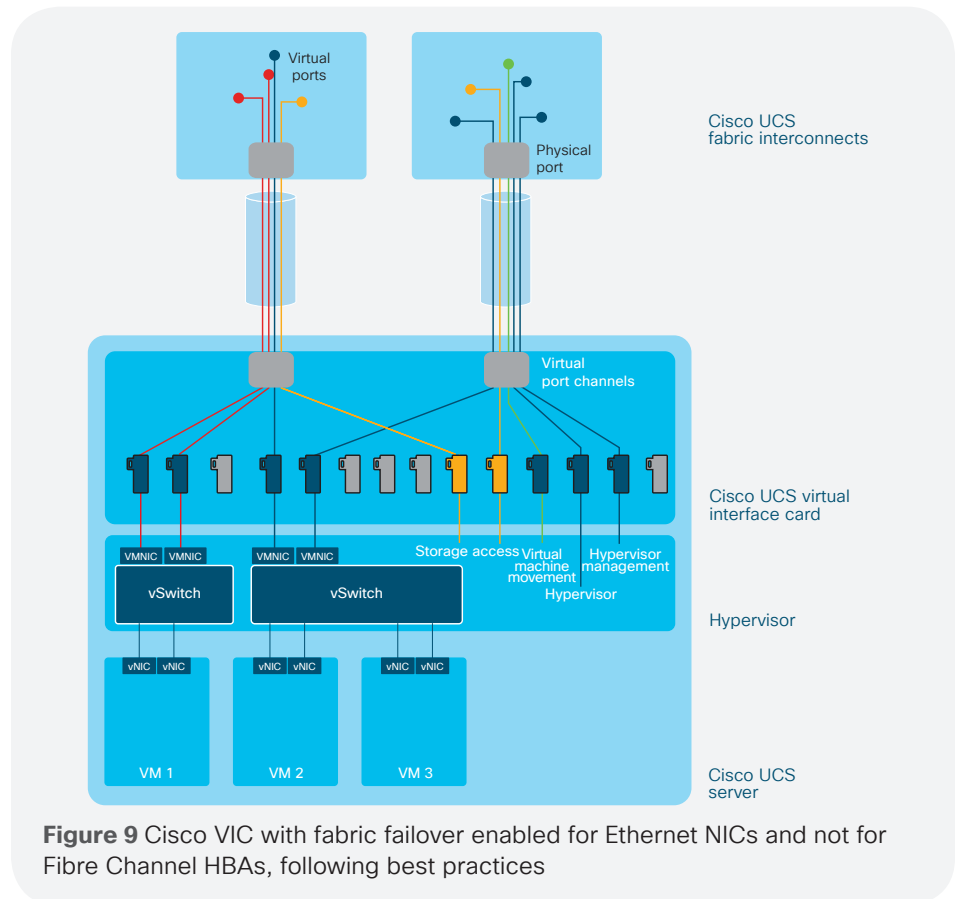 Virtual
ports
Physical
port
Cisco UCS
fabric interconnects
Virtual
port channels
Cisco UCS virtual
interface card
Storage access
Virtual
machine
movement
Hypervisor
management
Hypervisor
VMNIC VMNIC
VMNIC VMNIC
vSwitch
vSwitch
Hypervisor
vNIC vNIC
vNIC vNIC
vNIC vNIC
VM 1
VM 2
VM 3
Cisco UCS
server
Figure 9 Cisco VIC with fabric failover enabled for Ethernet NICs and not for
Fibre Channel HBAs, following best practices